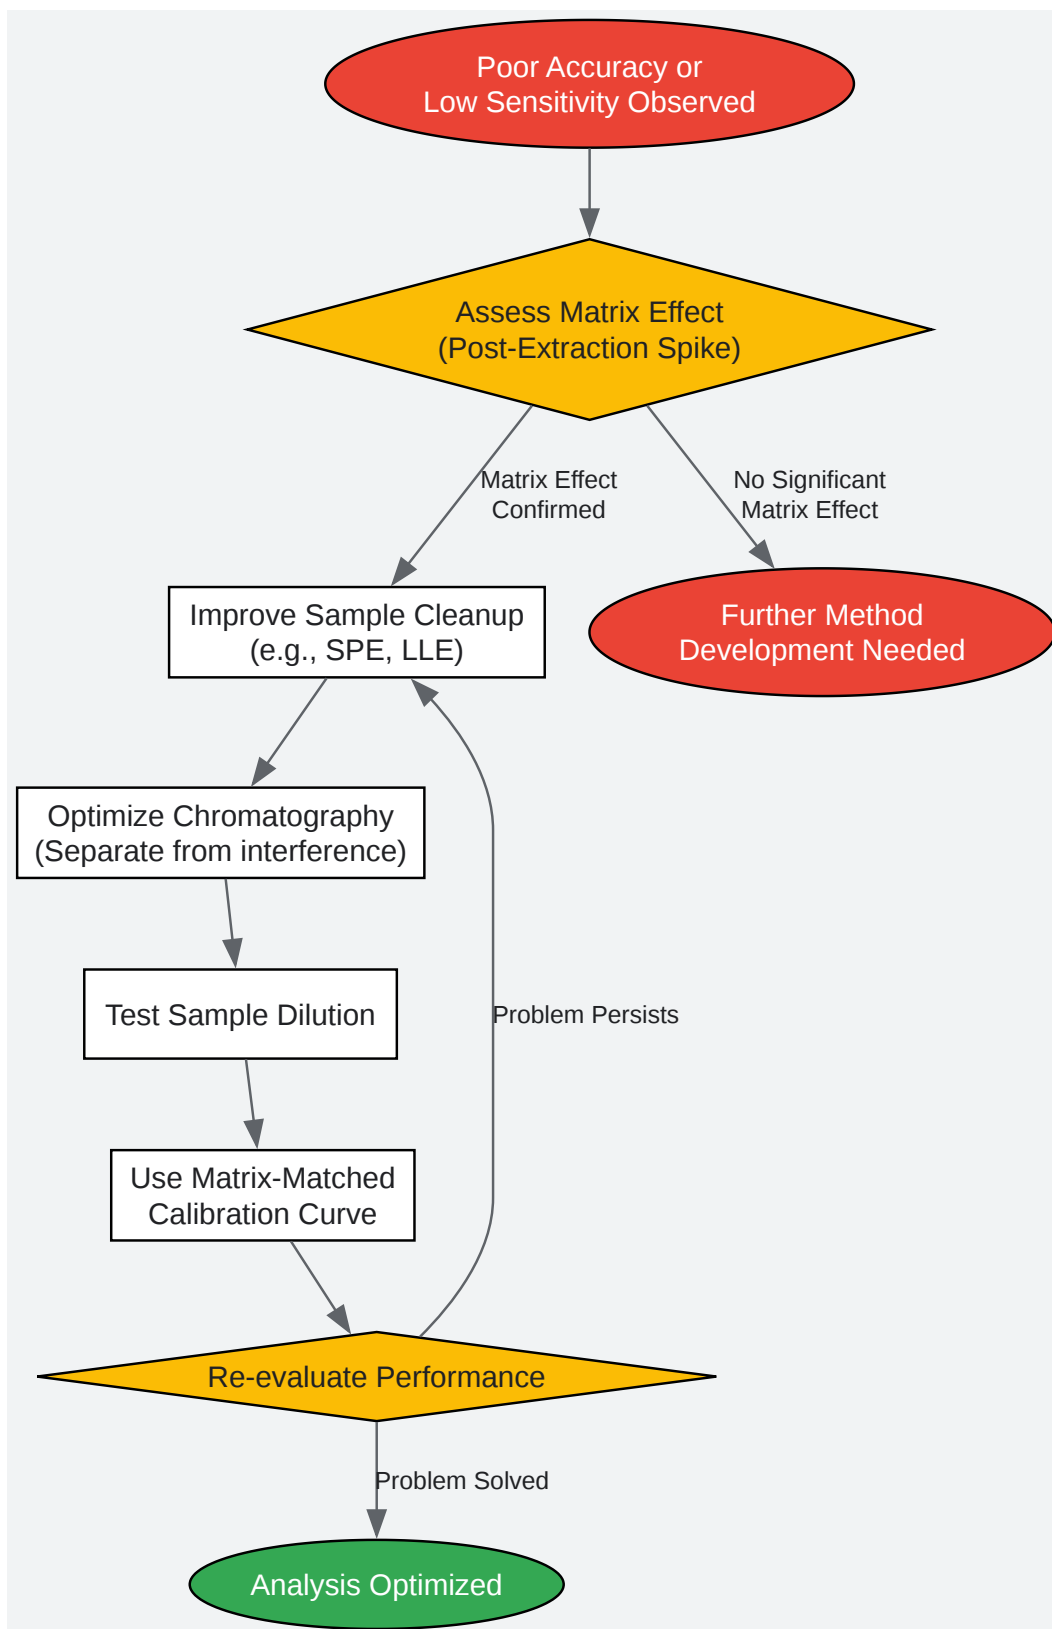 Poor Accuracy or
Low Sensitivity Observed
Assess Matrix Effect
(Post-Extraction Spike)
Matrix Effect
Confirmed
No Significant
Matrix Effect
Improve Sample Cleanup
(e.g., SPE, LLE)
Further Method
Development Needed
Optimize Chromatography
(Separate from interference)
Test Sample Dilution
Problem Persists
Use Matrix-Matched
Calibration Curve
Re-evaluate Performance
Problem Solved
Analysis Optimized